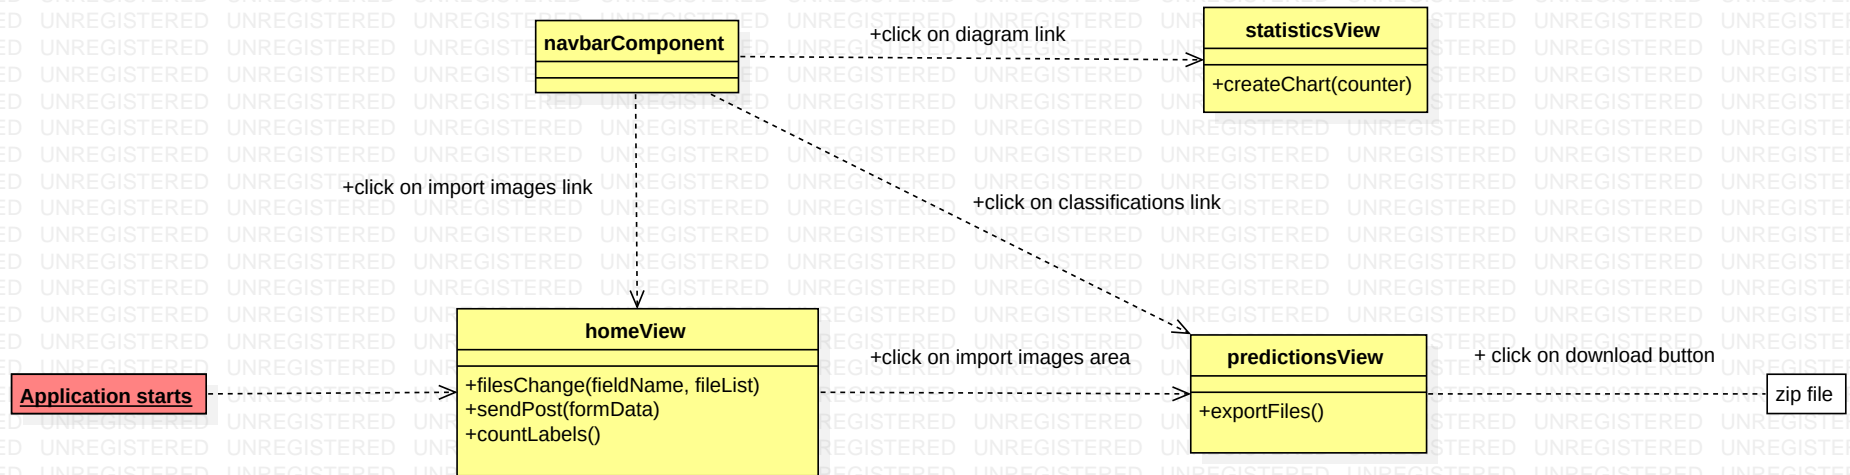 navbarComponent
+click on diagram link
statisticsView
+createChart(counter)
+click on import images link
+click on classifications link
homeView
+filesChange(fieldName, fileList)
+sendPost(formData)
+countLabels()
Application starts
+click on import images area
predictionsView
+exportFiles()
+ click on download button
zip file
UNREGISTERED